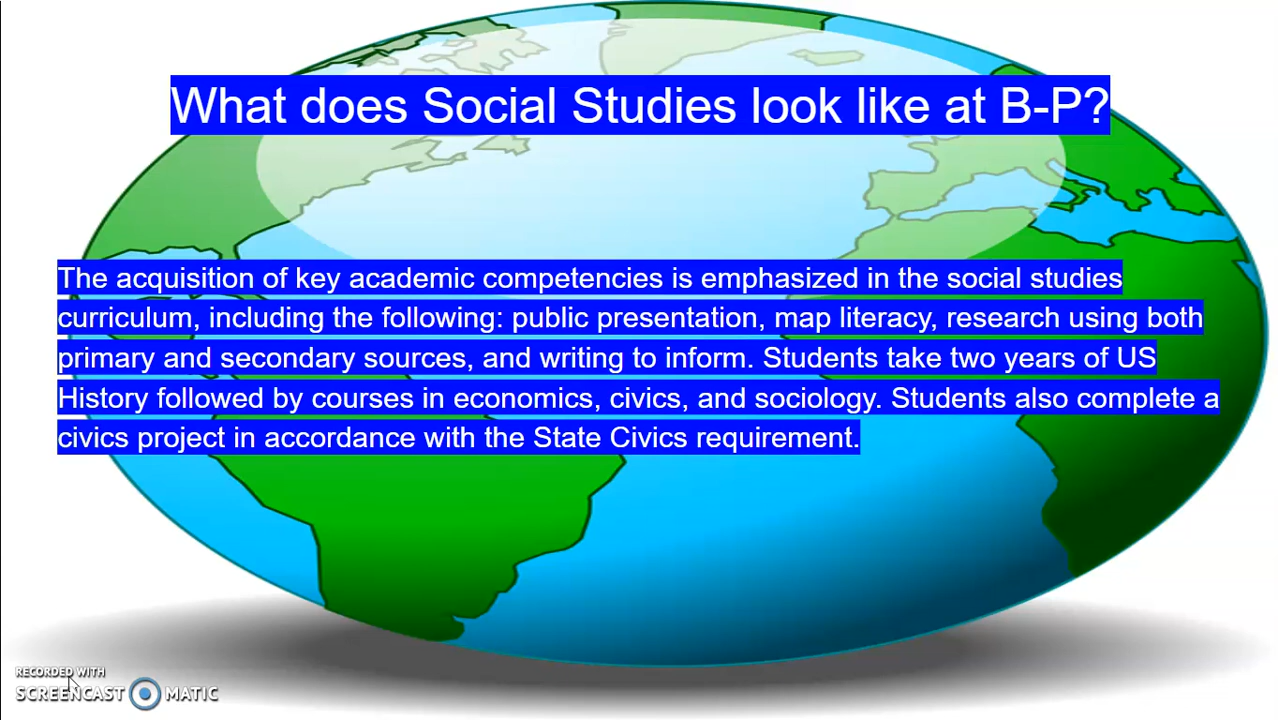 What does Social Studies look like at B-P?
The acquisition of key academic competencies is emphasized in the social studies
curriculum, including the following: public presentation, map literacy, research using both
primary and secondary sources, and writing to inform. Students take two years of US
History followed by courses in economics, civics, and sociology. Students also complete a
civics project in accordance with the State Civics requirement.
RECORDED WITH
SCREENCAST MATIC